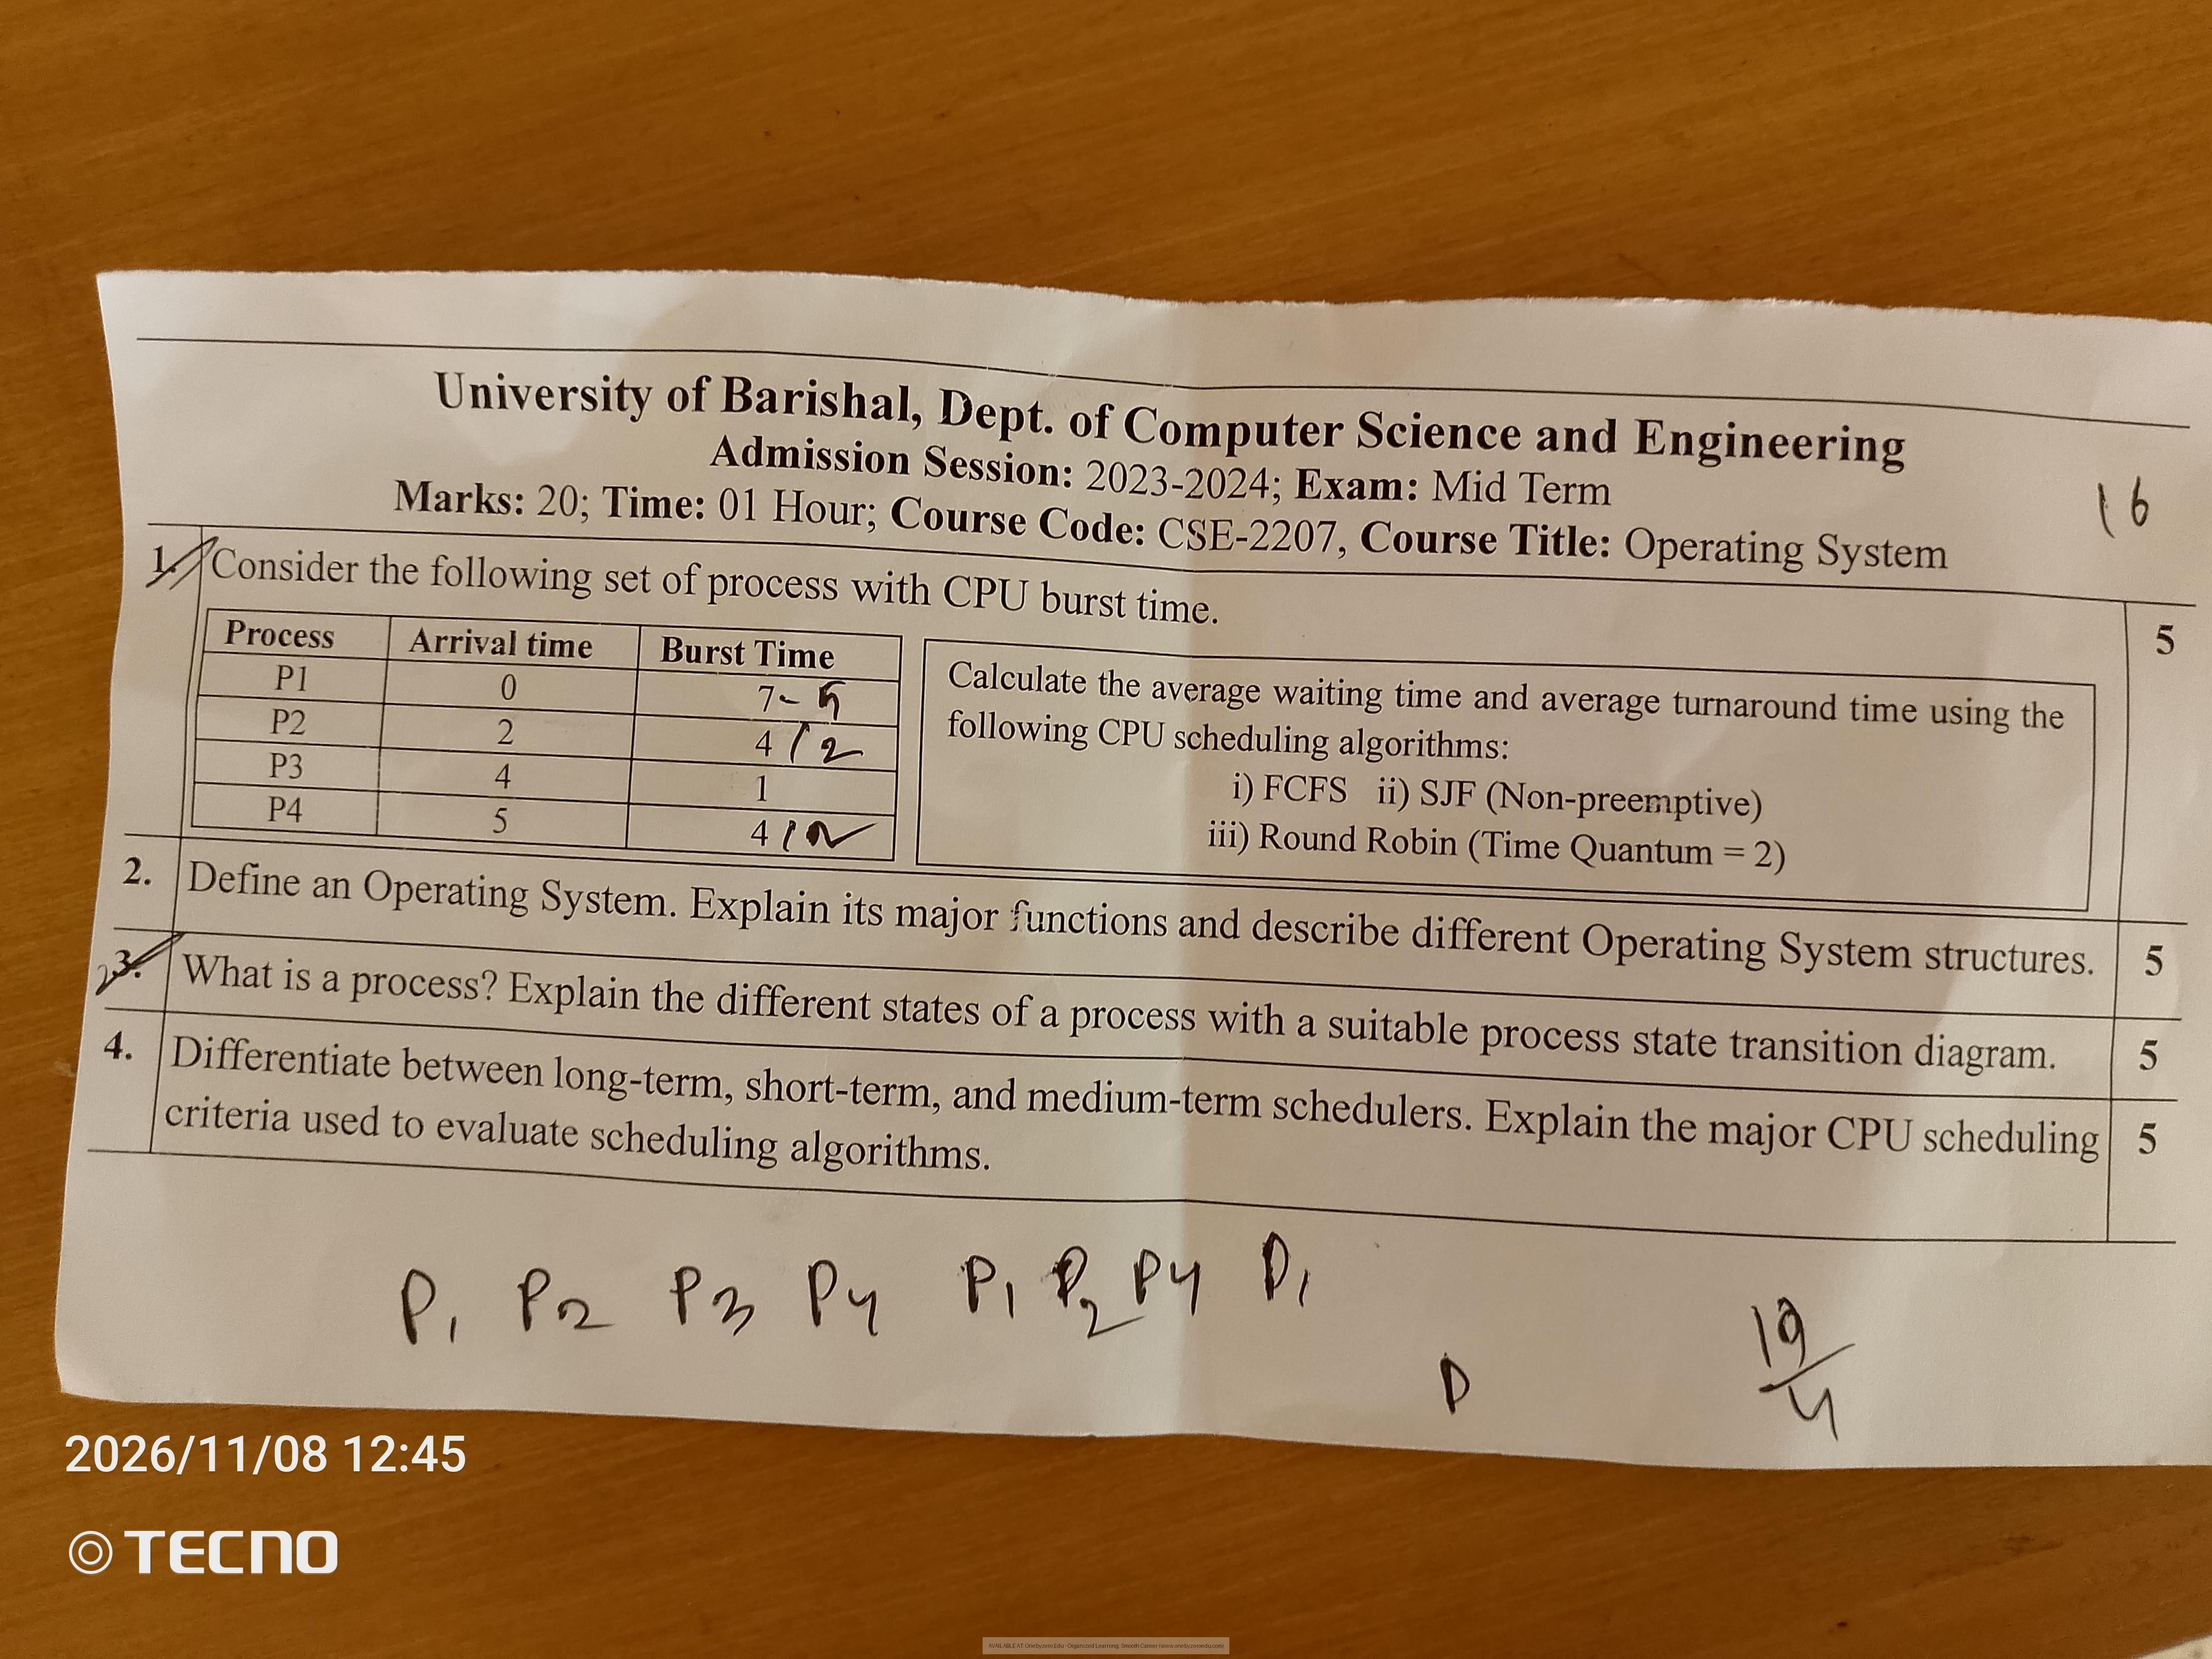 University of Barishal, Dept. of Computer Science and Engineering
Admission Session: 2023-2024; Exam: Mid Term
16
Marks: 20; Time: 01 Hour; Course Code: CSE-2207, Course Title: Operating System
1. Consider the following set of process with CPU burst time. 5
Process Arrival time Burst Time
P1 0 7 - 5
P2 2 4 / 2
P3 4 1
P4 5 4 / 2
Calculate the average waiting time and average turnaround time using the
following CPU scheduling algorithms:
i) FCFS ii) SJF (Non-preemptive)
iii) Round Robin (Time Quantum = 2)
2. Define an Operating System. Explain its major functions and describe different Operating System structures. 5
3. What is a process? Explain the different states of a process with a suitable process state transition diagram. 5
4. Differentiate between long-term, short-term, and medium-term schedulers. Explain the major CPU scheduling 5
criteria used to evaluate scheduling algorithms.
P1 P2 P3 P4 P1 P2 P4 P1
19/4
2026/11/08 12:45
TECNO